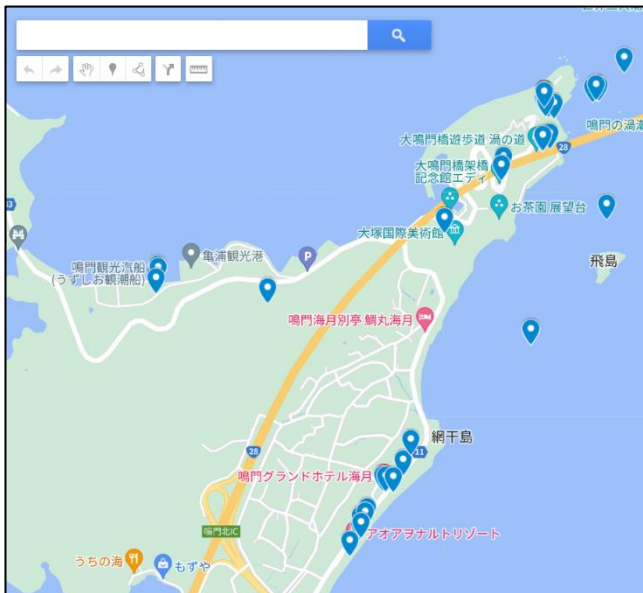 大鳴門橋遊歩道 渦の道
鳴門の渦潮
28
大鳴門橋架橋
記念館エディ
お茶園 展望台
大塚国際美術館
亀浦観光港
P
鳴門観光汽船
(うずしお観潮船)
飛島
鳴門海月別亭 鯛丸海月
網干島
11
28
鳴門グランドホテル海月
アオアヲナルトリゾート
鳴門北IC
うちの海
もずや